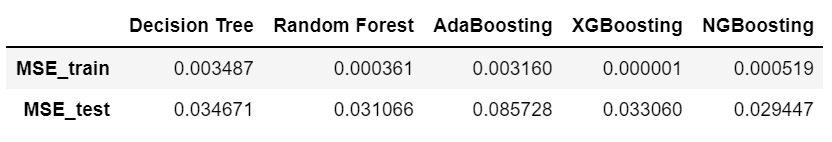 Decision Tree Random Forest AdaBoosting XGBoosting NGBoosting
MSE_train 0.003487 0.000361 0.003160 0.000001 0.000519
MSE_test 0.034671 0.031066 0.085728 0.033060 0.029447